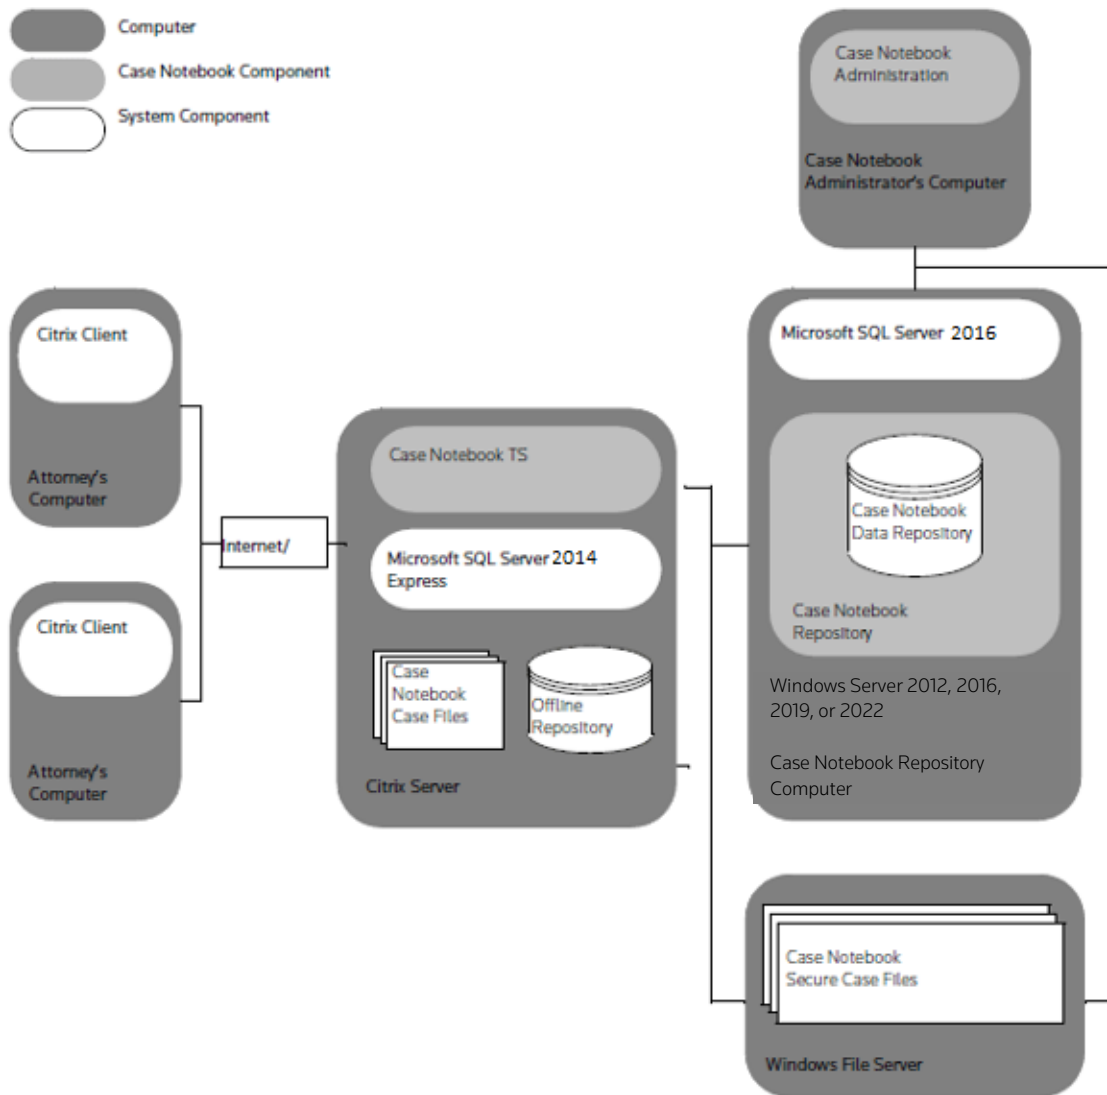 Computer
Case Notebook Component
System Component
Case Notebook
Administration
Case Notebook
Administrator's Computer
Citrix Client
Attorney's
Computer
Citrix Client
Attorney's
Computer
Internet/
Case Notebook TS
Microsoft SQL Server 2014
Express
Case
Notebook
Case Files
Offline
Repository
Citrix Server
Microsoft SQL Server 2016
Case Notebook
Data Repository
Case Notebook
Repository
Windows Server 2012, 2016,
2019, or 2022
Case Notebook Repository
Computer
Case Notebook
Secure Case Files
Windows File Server